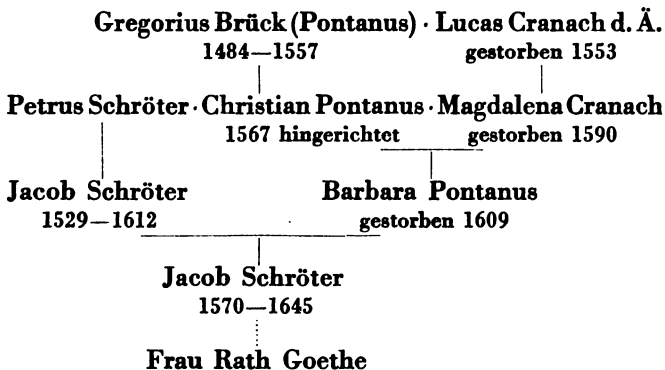 Gregorius Brück (Pontanus) · Lucas Cranach d. Ä.
1484—1557 gestorben 1553
Petrus Schröter · Christian Pontanus · Magdalena Cranach
1567 hingerichtet gestorben 1590
Jacob Schröter Barbara Pontanus
1529—1612 gestorben 1609
Jacob Schröter
1570—1645
Frau Rath Goethe